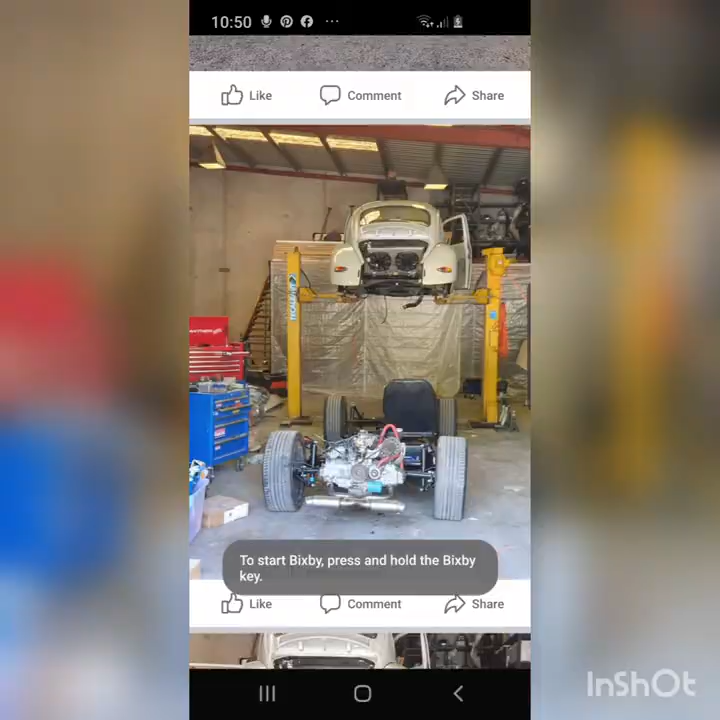 10:50
Like Comment Share
To start Bixby, press and hold the Bixby
key.
Like Comment Share
InShOt